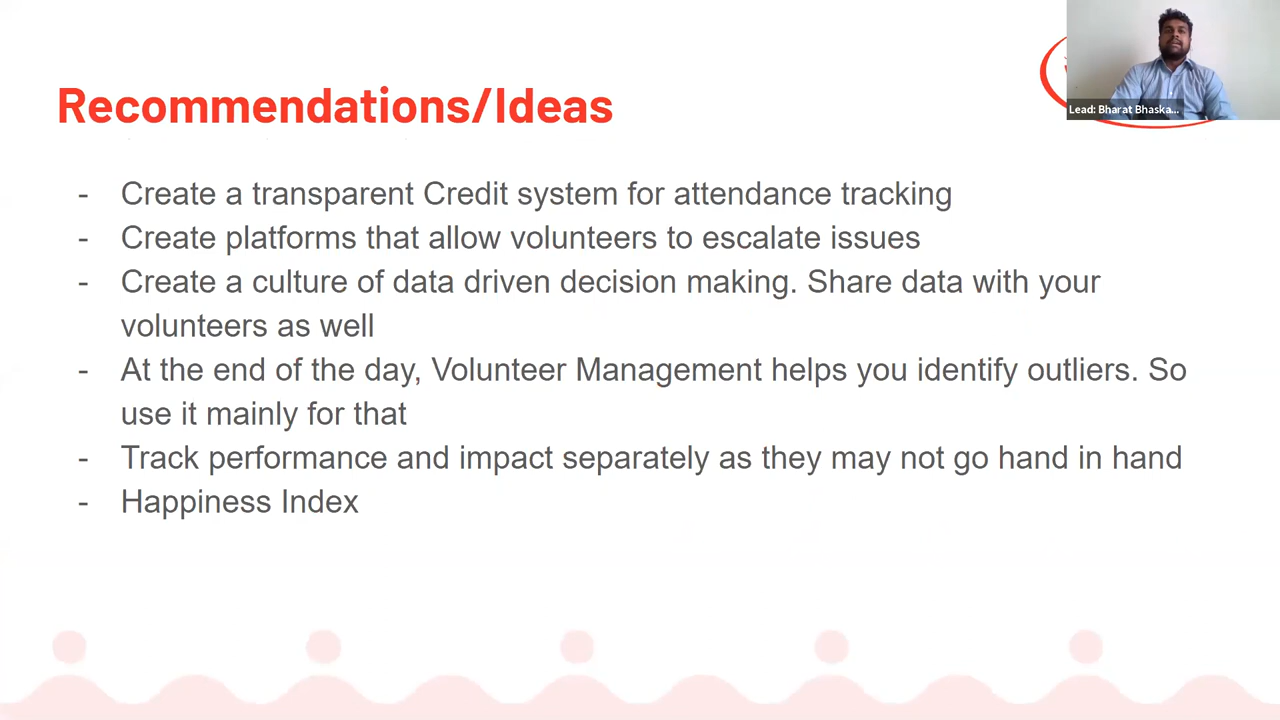 Lead: Bharat Bhaska...
Recommendations/Ideas
- Create a transparent Credit system for attendance tracking
- Create platforms that allow volunteers to escalate issues
- Create a culture of data driven decision making. Share data with your
volunteers as well
- At the end of the day, Volunteer Management helps you identify outliers. So
use it mainly for that
- Track performance and impact separately as they may not go hand in hand
- Happiness Index